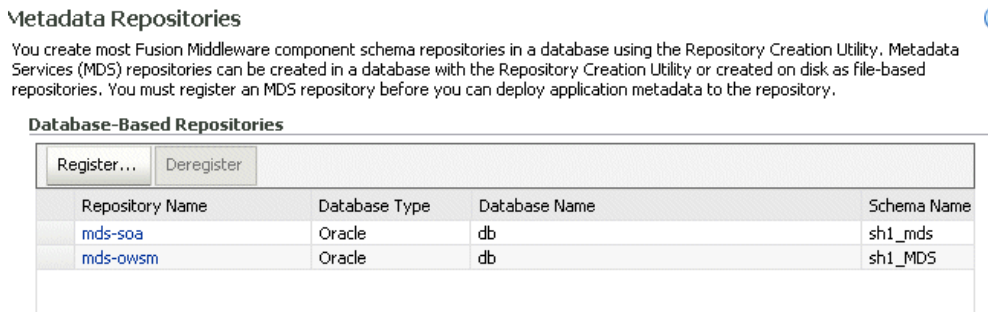 Metadata Repositories
You create most Fusion Middleware component schema repositories in a database using the Repository Creation Utility. Metadata
Services (MDS) repositories can be created in a database with the Repository Creation Utility or created on disk as file-based
repositories. You must register an MDS repository before you can deploy application metadata to the repository.
Database-Based Repositories
Register... Deregister
Repository Name Database Type Database Name Schema Name
mds-soa Oracle db sh1_mds
mds-owsm Oracle db sh1_MDS